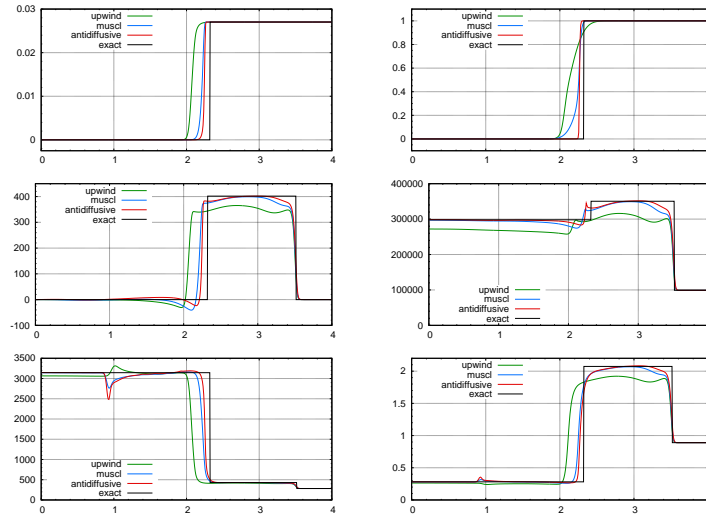 0.03
0.02
0.01
0
0 1 2 3 4
upwind
muscl
antidiffusive
exact
1
0.8
0.6
0.4
0.2
0
0 1 2 3 4
upwind
muscl
antidiffusive
exact
400
300
200
100
0
-100
0 1 2 3 4
upwind
muscl
antidiffusive
exact
400000
300000
200000
100000
0
0 1 2 3 4
upwind
muscl
antidiffusive
exact
3500
3000
2500
2000
1500
1000
500
0
0 1 2 3 4
upwind
muscl
antidiffusive
exact
2
1.5
1
0.5
0
0 1 2 3 4
upwind
muscl
antidiffusive
exact